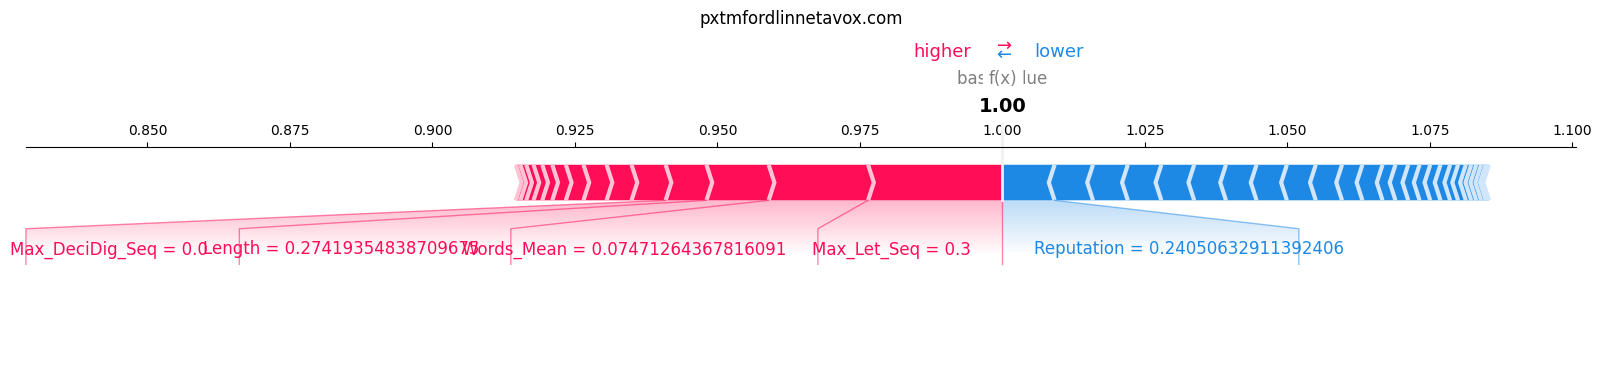 pxtmfordlinnetavox.com
higher ⇄ lower
bas f(x) lue
1.00
0.850 0.875 0.900 0.925 0.950 0.975 1.000 1.025 1.050 1.075 1.100
Max_DeciDig_Seq = 0.0 Length = 0.27419354838709675 Words_Mean = 0.07471264367816091 Max_Let_Seq = 0.3 Reputation = 0.24050632911392406